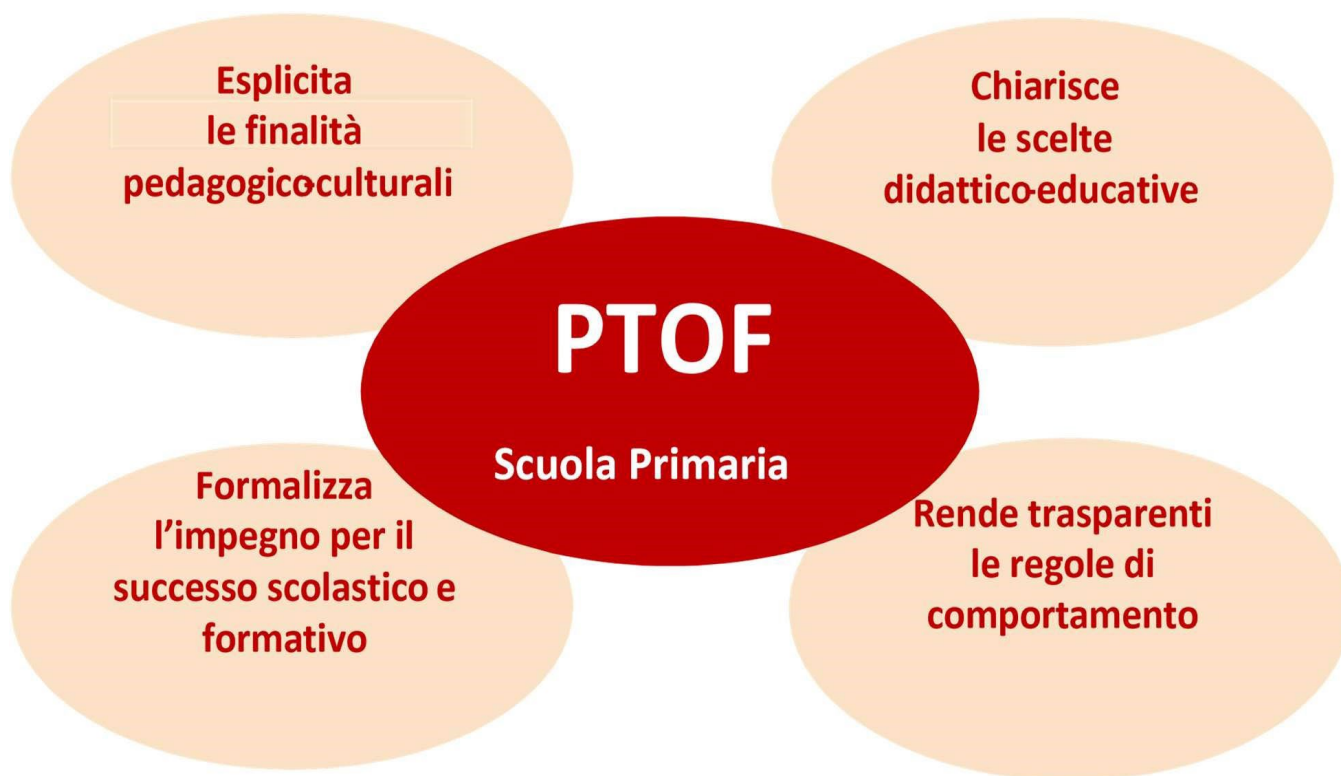 Esplicita
le finalità
pedagogico-culturali
Chiarisce
le scelte
didattico-educative
PTOF
Scuola Primaria
Formalizza
l'impegno per il
successo scolastico e
formativo
Rende trasparenti
le regole di
comportamento